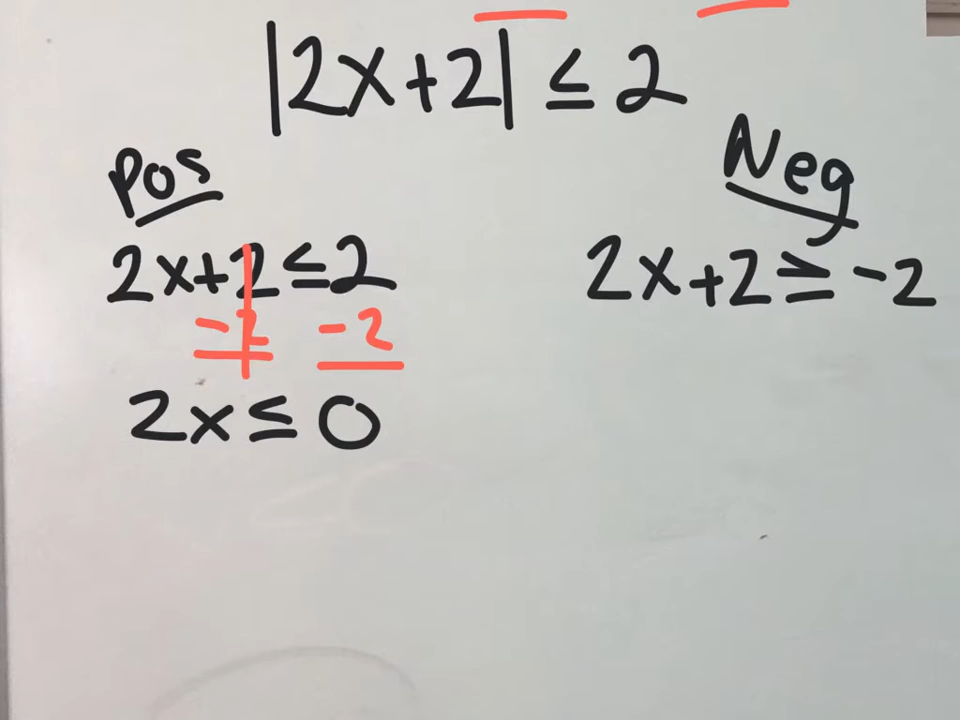 |2x+2| ≤ 2
Pos
Neg
2x+2 ≤ 2
2x+2 ≥ -2
-2 -2
2x ≤ 0